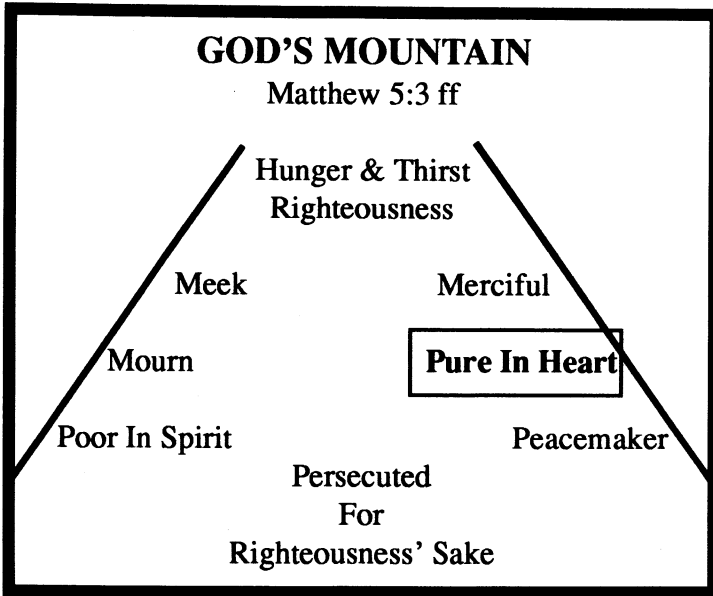 GOD'S MOUNTAIN
Matthew 5:3 ff
Hunger & Thirst
Righteousness
Meek
Merciful
Mourn
Pure In Heart
Poor In Spirit
Peacemaker
Persecuted
For
Righteousness' Sake